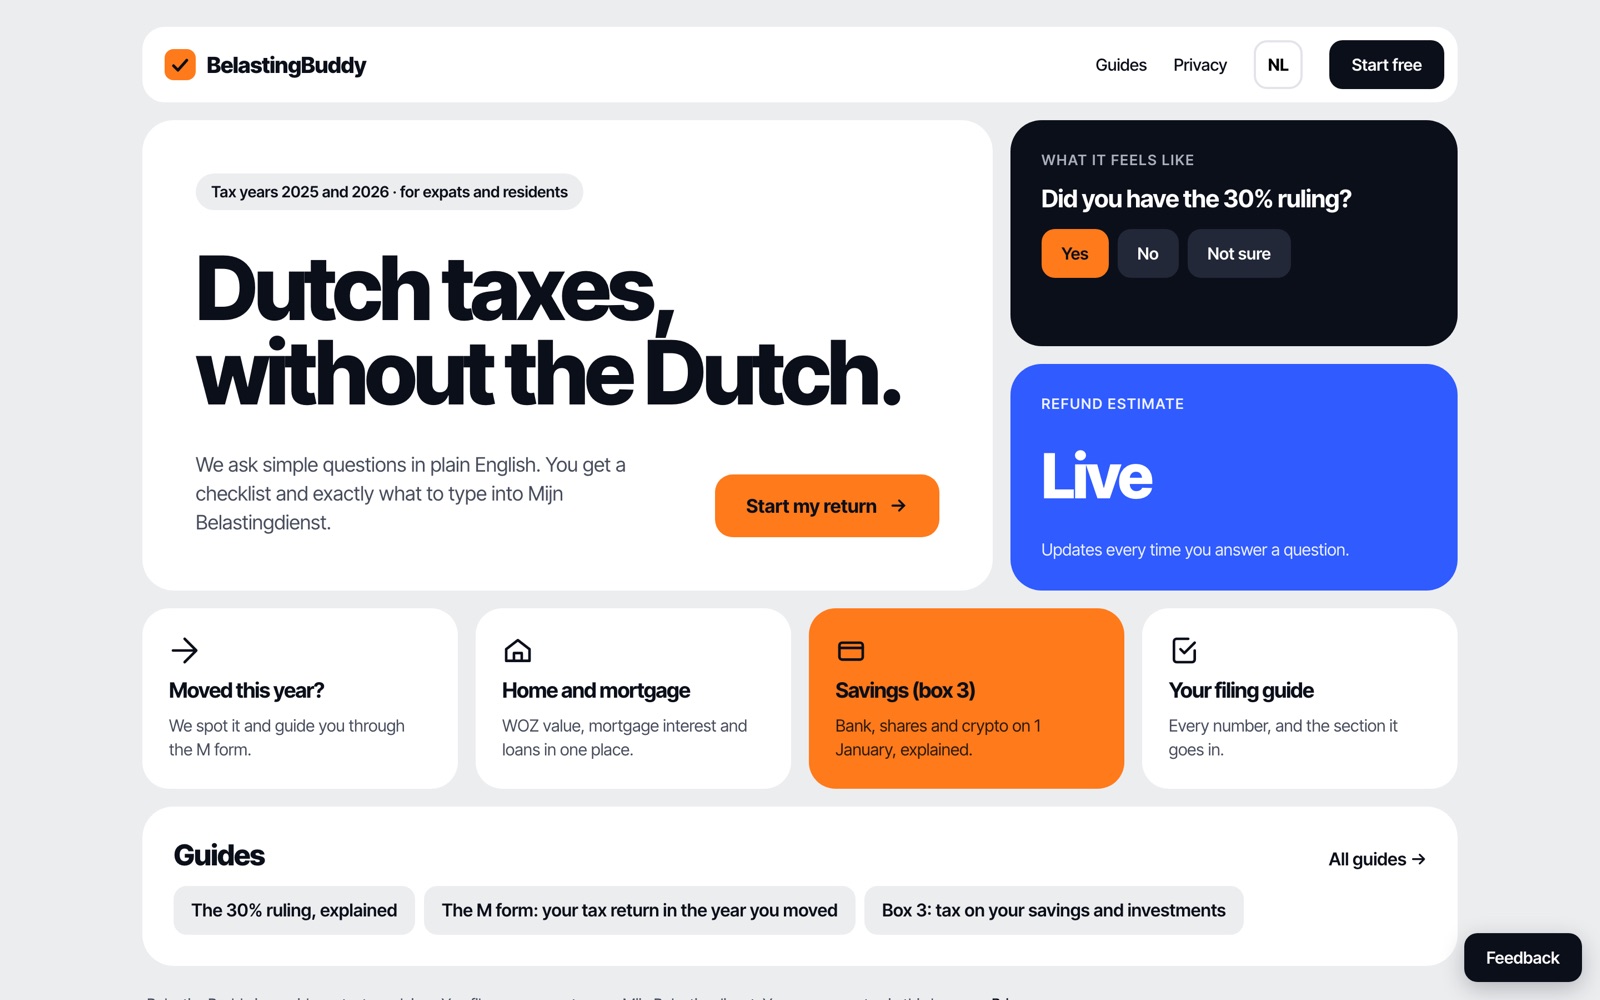 BelastingBuddy
Guides
Privacy
NL
Start free
Tax years 2025 and 2026 · for expats and residents
Dutch taxes,
without the Dutch.
We ask simple questions in plain English. You get a
checklist and exactly what to type into Mijn
Belastingdienst.
Start my return →
WHAT IT FEELS LIKE
Did you have the 30% ruling?
Yes
No
Not sure
REFUND ESTIMATE
Live
Updates every time you answer a question.
Moved this year?
We spot it and guide you through
the M form.
Home and mortgage
WOZ value, mortgage interest and
loans in one place.
Savings (box 3)
Bank, shares and crypto on 1
January, explained.
Your filing guide
Every number, and the section it
goes in.
Guides
All guides →
The 30% ruling, explained
The M form: your tax return in the year you moved
Box 3: tax on your savings and investments
Feedback